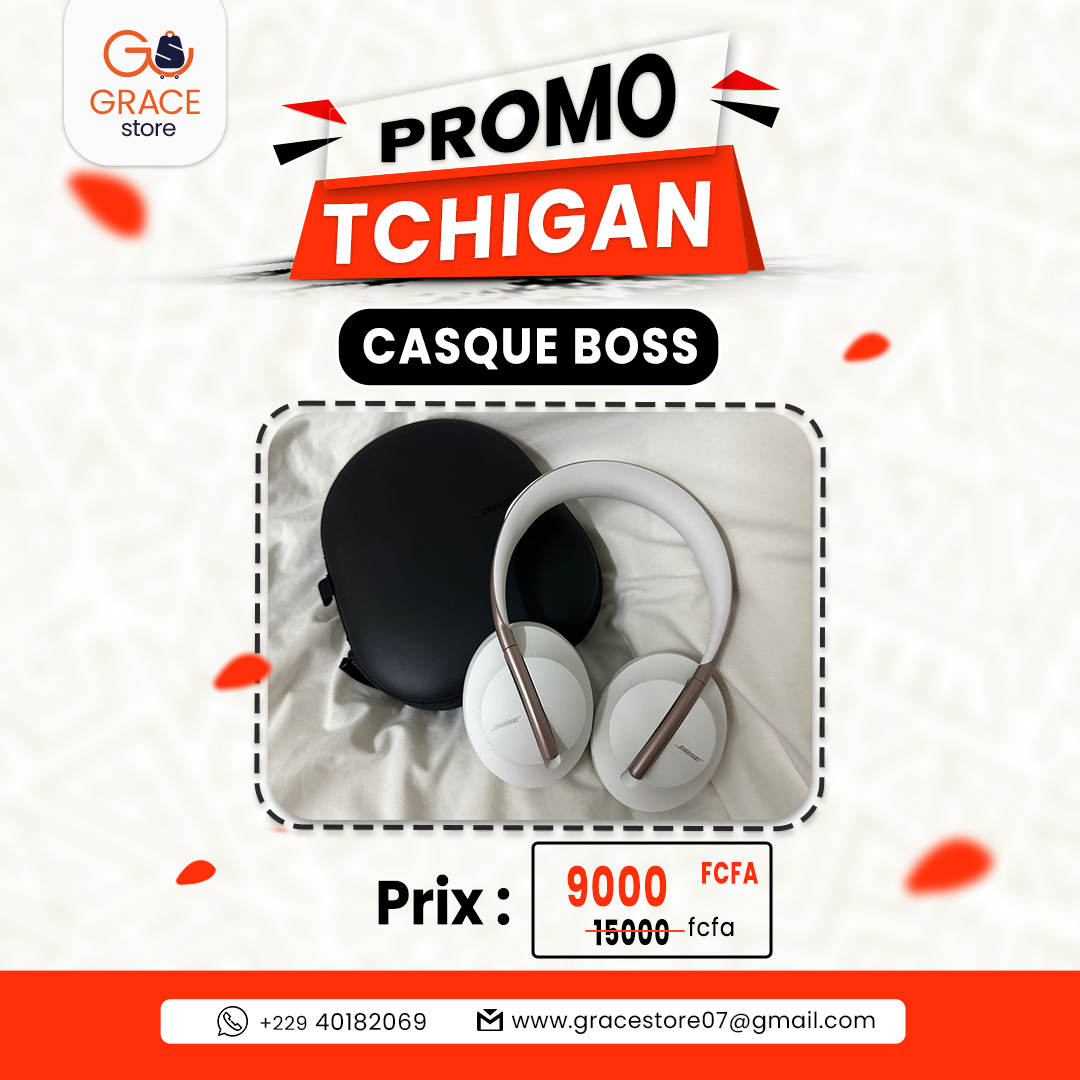 GS
GRACE
store
PROMO
TCHIGAN
CASQUE BOSS
BOSE
BOSE
Prix :
9000 FCFA
15000 fcfa
+229 40182069
www.gracestore07@gmail.com